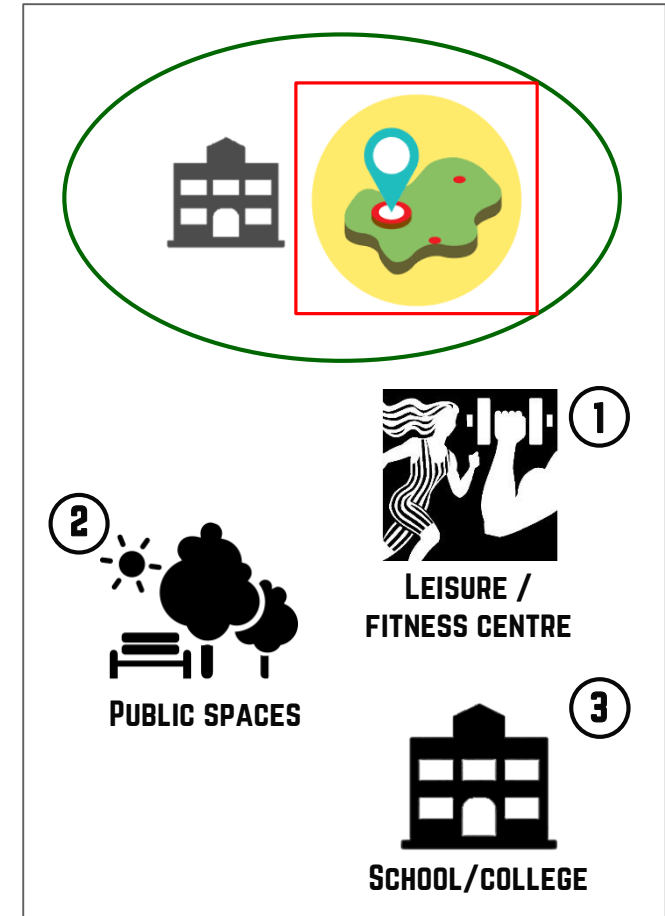 1
LEISURE /
FITNESS CENTRE
2
PUBLIC SPACES
3
SCHOOL/COLLEGE